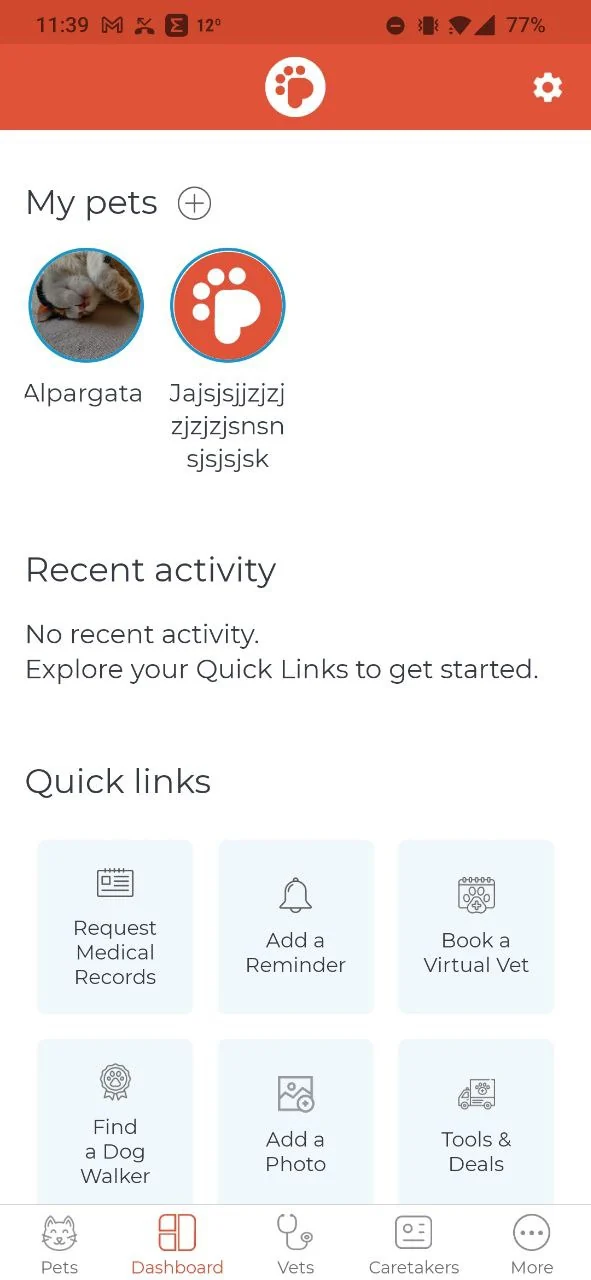 11:39 12° 77%
My pets
Alpargata
Jajsjsjjzjzj
zjzjzjsnsn
sjsjsjsk
Recent activity
No recent activity.
Explore your Quick Links to get started.
Quick links
Request
Medical
Records
Add a
Reminder
Book a
Virtual Vet
Find
a Dog
Walker
Add a
Photo
Tools &
Deals
Pets
Dashboard
Vets
Caretakers
More